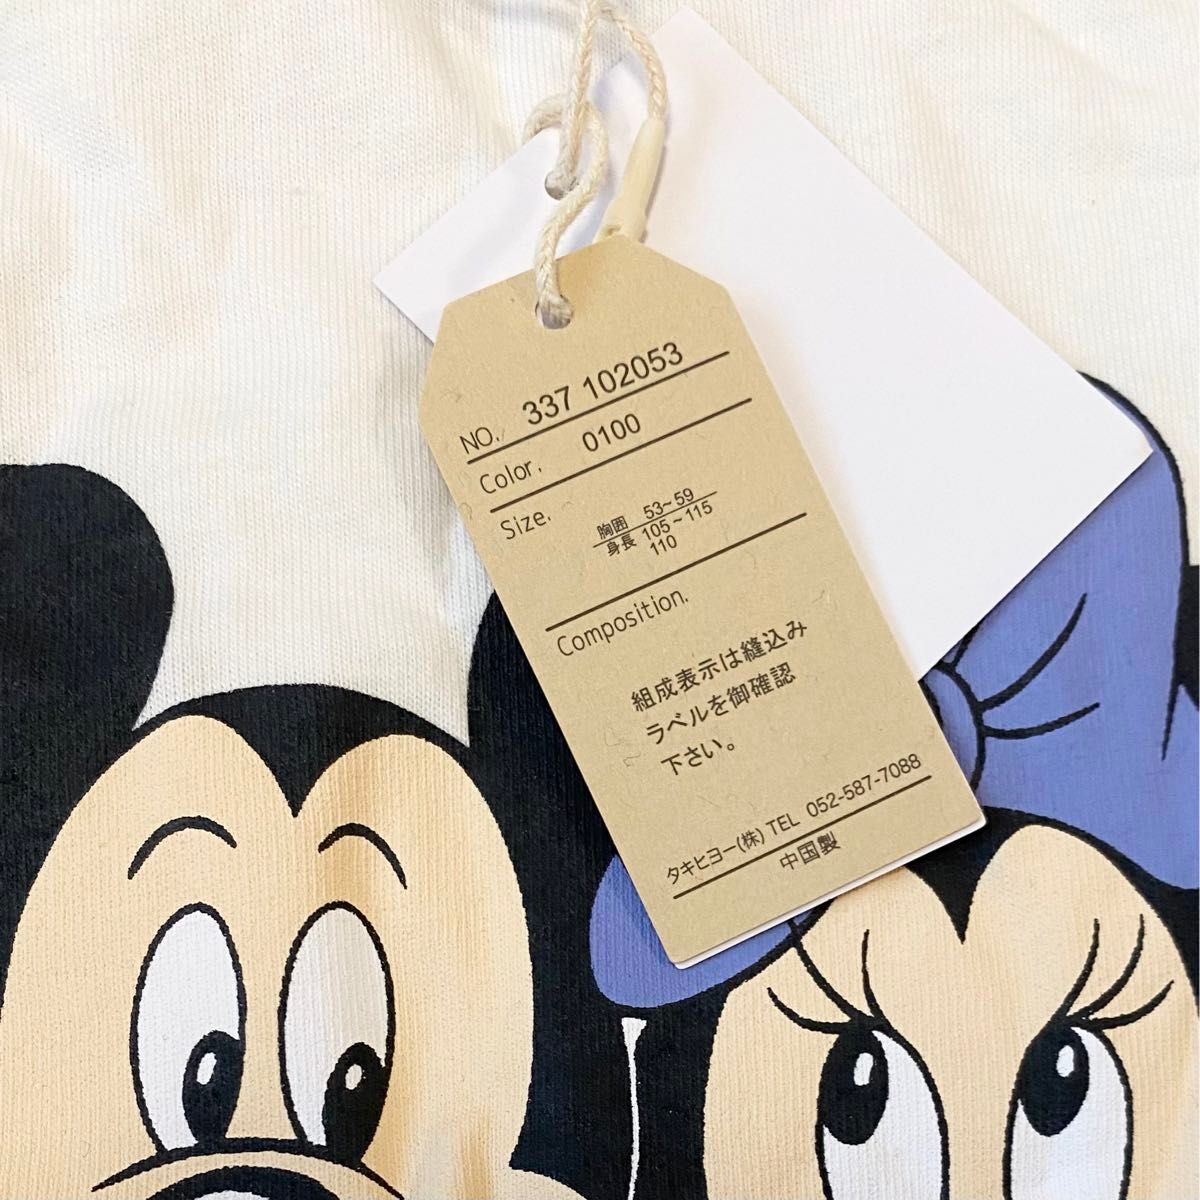 NO. 337 102053
Color. 0100
Size.
胸囲 53~59
身長 105~115
110
Composition.
組成表示は縫込み
ラベルを御確認
下さい。
タキヒヨー(株) TEL 052-587-7088
中国製